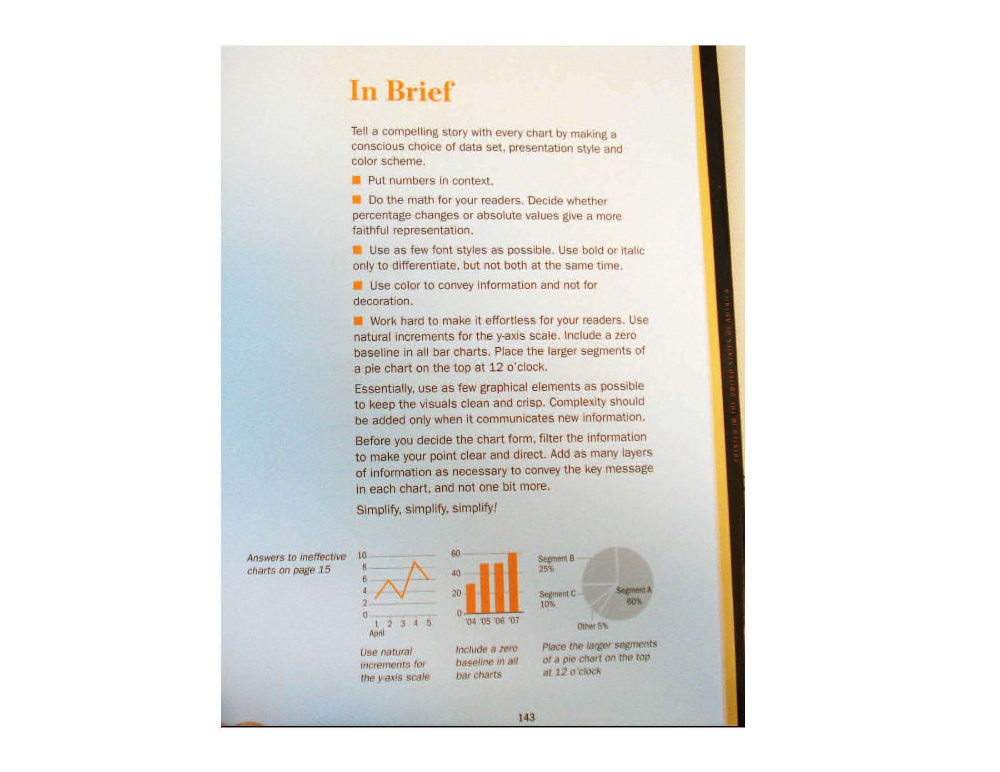 In Brief
Tell a compelling story with every chart by making a
conscious choice of data set, presentation style and
color scheme.
Put numbers in context.
Do the math for your readers. Decide whether
percentage changes or absolute values give a more
faithful representation.
Use as few font styles as possible. Use bold or italic
only to differentiate, but not both at the same time.
Use color to convey information and not for
decoration.
Work hard to make it effortless for your readers. Use
natural increments for the y-axis scale. Include a zero
baseline in all bar charts. Place the larger segments of
a pie chart on the top at 12 o'clock.
Essentially, use as few graphical elements as possible
to keep the visuals clean and crisp. Complexity should
be added only when it communicates new information.
Before you decide the chart form, filter the information
to make your point clear and direct. Add as many layers
of information as necessary to convey the key message
in each chart, and not one bit more.
Simplify, simplify, simplify!
Answers to ineffective
charts on page 15
10
8
6
4
2
0
1 2 3 4 5
April
Use natural
increments for
the y-axis scale
60
40
20
0
'04 '05 '06 '07
Include a zero
baseline in all
bar charts
Segment B
25%
Segment C
10%
Segment A
60%
Other 5%
Place the larger segments
of a pie chart on the top
at 12 o'clock
143
PRINTED IN THE UNITED STATES OF AMERICA